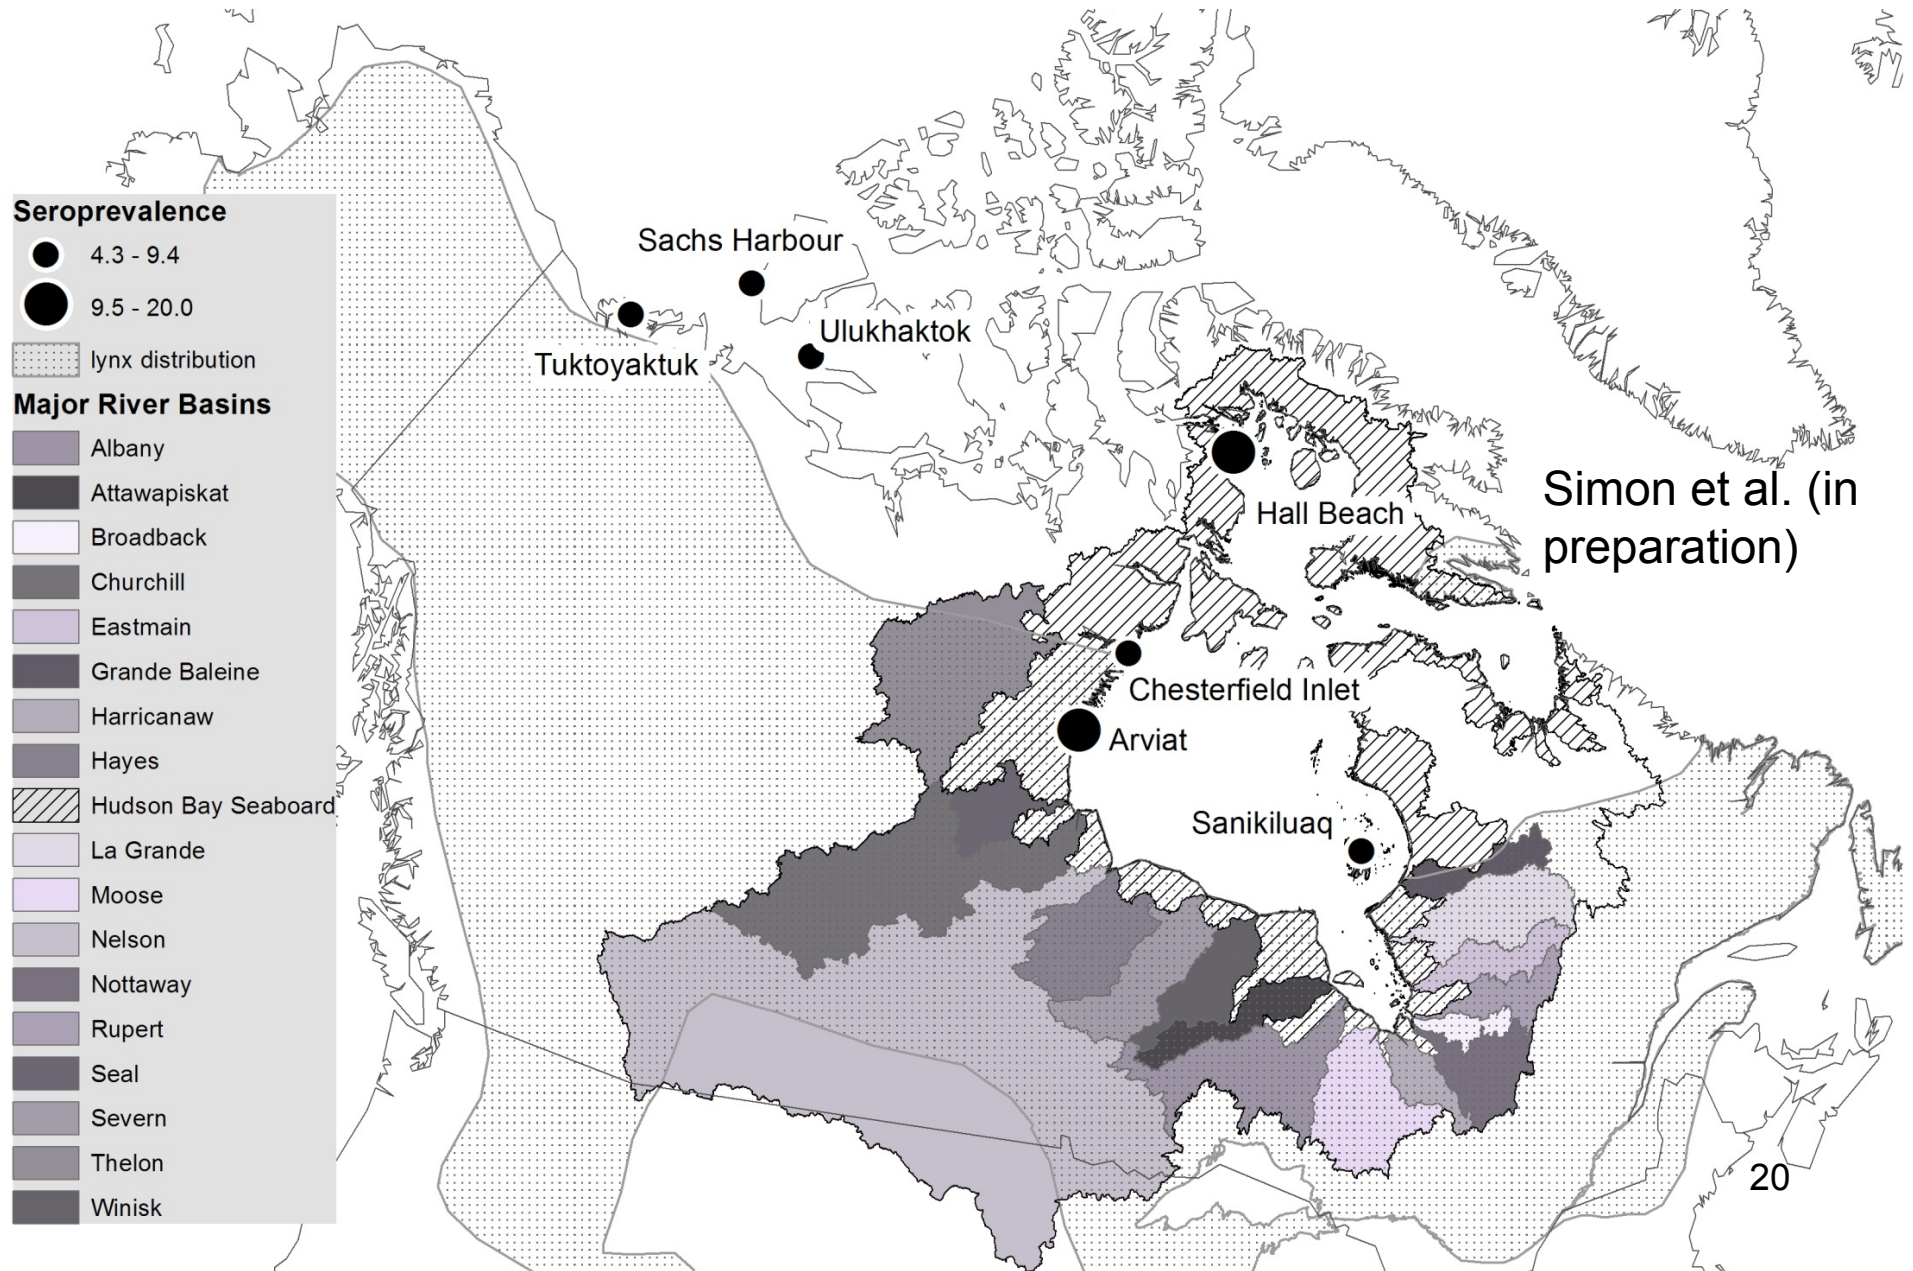 Seroprevalence
4.3 - 9.4
9.5 - 20.0
lynx distribution
Major River Basins
Albany
Attawapiskat
Broadback
Churchill
Eastmain
Grande Baleine
Harricanaw
Hayes
Hudson Bay Seaboard
La Grande
Moose
Nelson
Nottaway
Rupert
Seal
Severn
Thelon
Winisk
Sachs Harbour
Ulukhaktok
Tuktoyaktuk
Hall Beach
Chesterfield Inlet
Arviat
Sanikiluaq
Simon et al. (in
preparation)
20